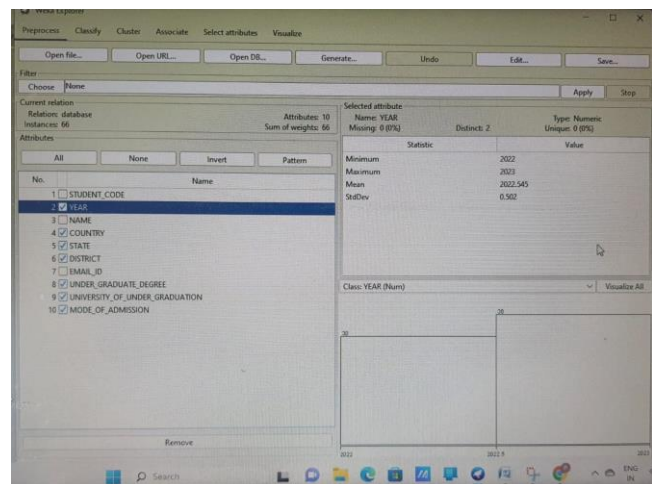 Weka Explorer
Preprocess Classify Cluster Associate Select attributes Visualize
Open file... Open URL... Open DB... Generate... Undo Edit... Save...
Filter
Choose None Apply Stop
Current relation
Relation: database Attributes: 10
Instances: 66 Sum of weights: 66
Selected attribute
Name: YEAR Type: Numeric
Missing: 0 (0%) Distinct: 2 Unique: 0 (0%)
Statistic Value
Minimum 2022
Maximum 2023
Mean 2022.545
StdDev 0.502
Attributes
All None Invert Pattern
No. Name
1 STUDENT_CODE
2 YEAR
3 NAME
4 COUNTRY
5 STATE
6 DISTRICT
7 EMAIL_ID
8 UNDER_GRADUATE_DEGREE
9 UNIVERSITY_OF_UNDER_GRADUATION
10 MODE_OF_ADMISSION
Remove
Class: YEAR (Num) Visualize All
30
36
2022 2022.5 2023
Search
ENG
IN